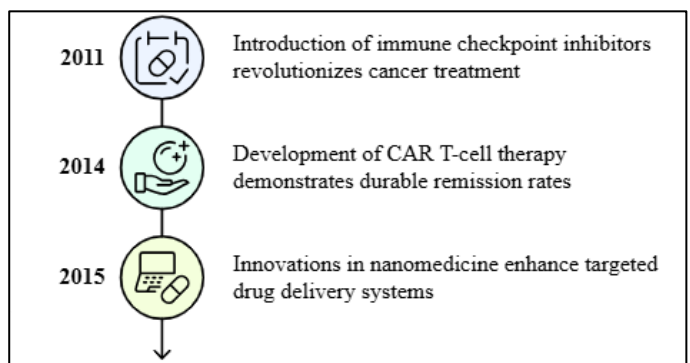 2011
Introduction of immune checkpoint inhibitors
revolutionizes cancer treatment
2014
Development of CAR T-cell therapy
demonstrates durable remission rates
2015
Innovations in nanomedicine enhance targeted
drug delivery systems